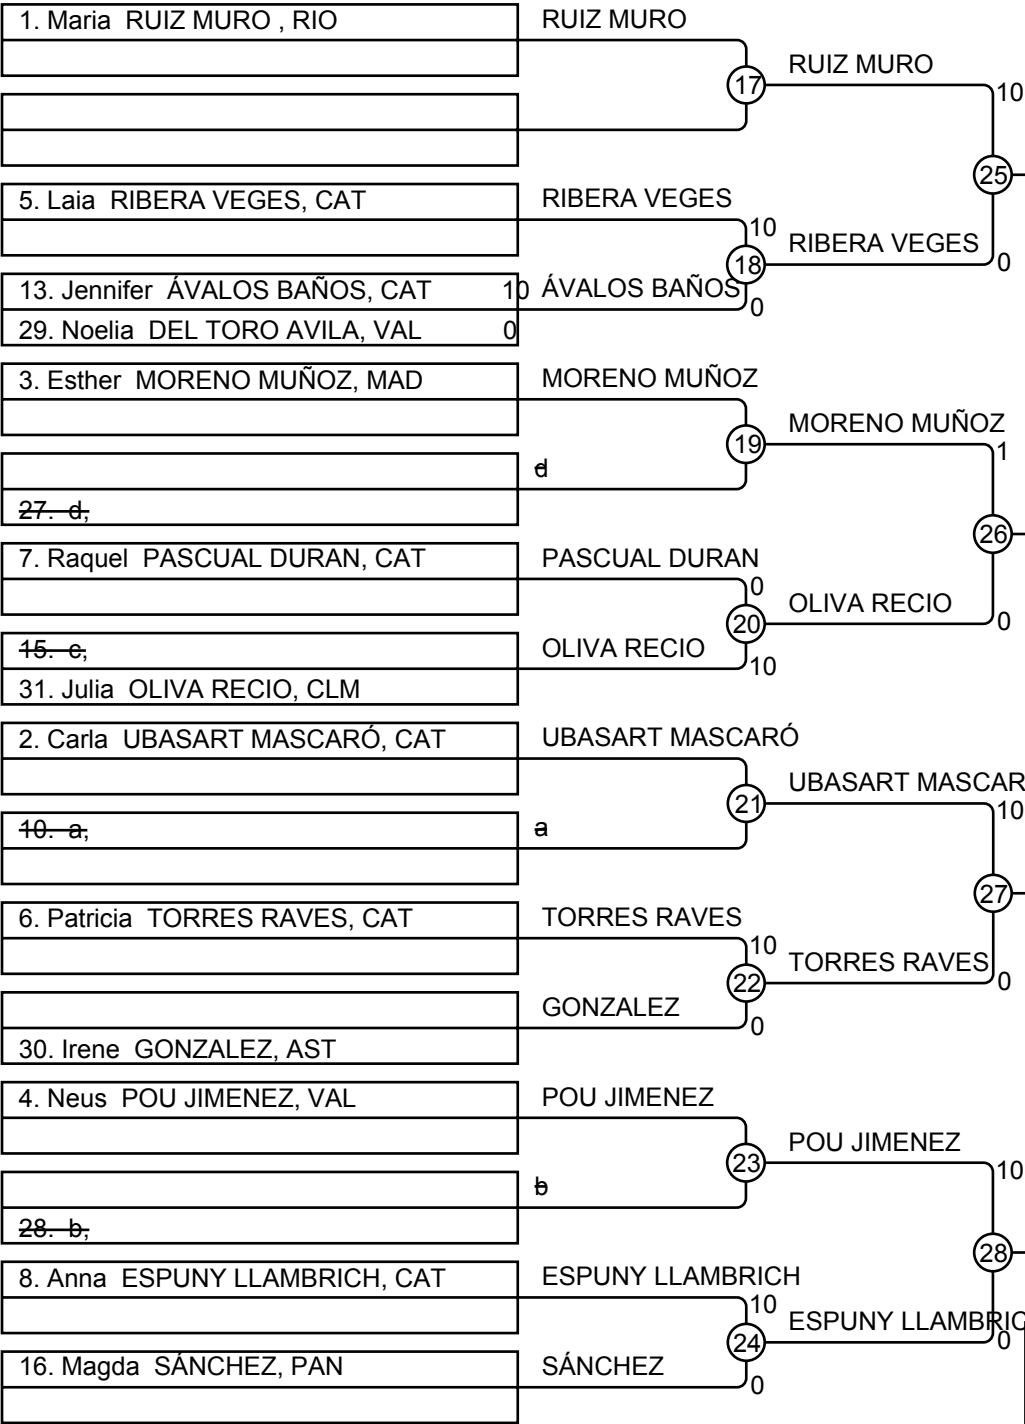 1. Maria RUIZ MURO , RIO
RUIZ MURO
17
RUIZ MURO
10
25
5. Laia RIBERA VEGES, CAT
RIBERA VEGES
10
18
RIBERA VEGES
0
13. Jennifer ÁVALOS BAÑOS, CAT 10
ÁVALOS BAÑOS
0
29. Noelia DEL TORO AVILA, VAL 0
3. Esther MORENO MUÑOZ, MAD
MORENO MUÑOZ
19
MORENO MUÑOZ
1
d
27. d,
26
7. Raquel PASCUAL DURAN, CAT
PASCUAL DURAN
0
20
OLIVA RECIO
0
15. c,
OLIVA RECIO
10
31. Julia OLIVA RECIO, CLM
2. Carla UBASART MASCARÓ, CAT
UBASART MASCARÓ
21
UBASART MASCAR
10
10. a,
a
27
6. Patricia TORRES RAVES, CAT
TORRES RAVES
10
22
TORRES RAVES
0
GONZALEZ
0
30. Irene GONZALEZ, AST
4. Neus POU JIMENEZ, VAL
POU JIMENEZ
23
POU JIMENEZ
10
b
28. b,
28
8. Anna ESPUNY LLAMBRICH, CAT
ESPUNY LLAMBRICH
10
24
ESPUNY LLAMBRIC
0
16. Magda SÁNCHEZ, PAN
SÁNCHEZ
0